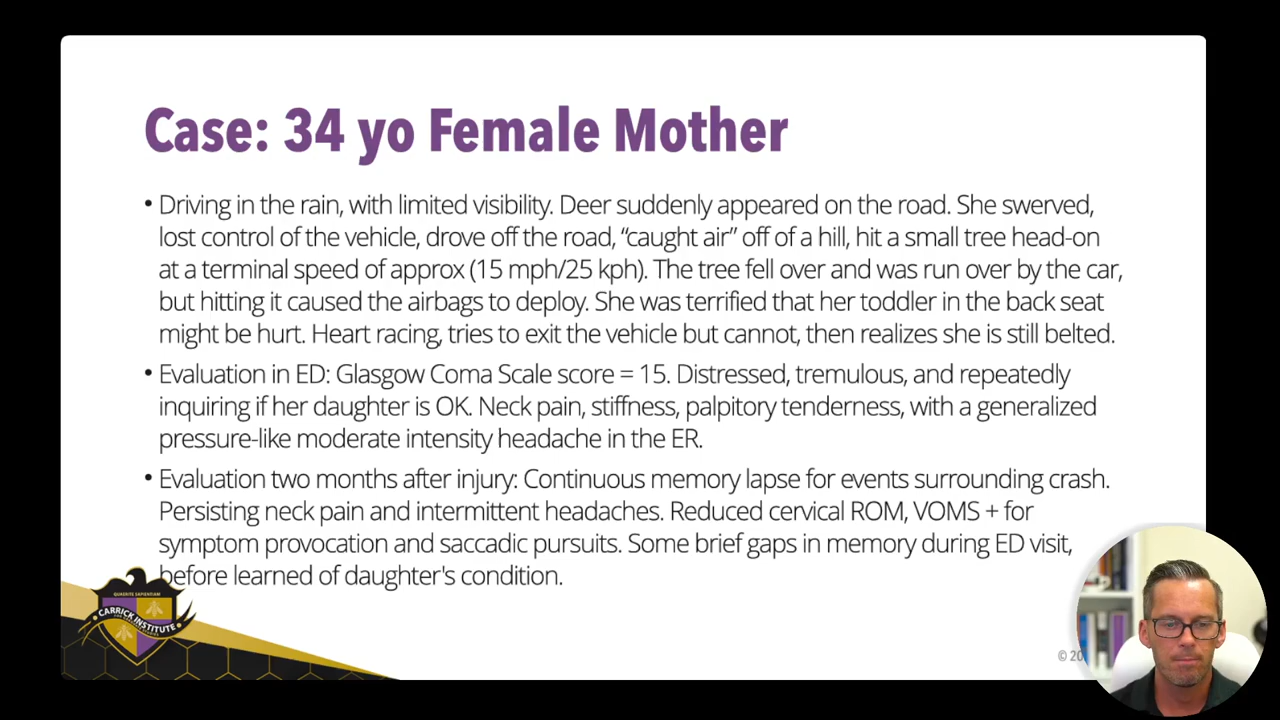 Case: 34 yo Female Mother
• Driving in the rain, with limited visibility. Deer suddenly appeared on the road. She swerved,
lost control of the vehicle, drove off the road, “caught air” off of a hill, hit a small tree head-on
at a terminal speed of approx (15 mph/25 kph). The tree fell over and was run over by the car,
but hitting it caused the airbags to deploy. She was terrified that her toddler in the back seat
might be hurt. Heart racing, tries to exit the vehicle but cannot, then realizes she is still belted.
• Evaluation in ED: Glasgow Coma Scale score = 15. Distressed, tremulous, and repeatedly
inquiring if her daughter is OK. Neck pain, stiffness, palpitory tenderness, with a generalized
pressure-like moderate intensity headache in the ER.
• Evaluation two months after injury: Continuous memory lapse for events surrounding crash.
Persisting neck pain and intermittent headaches. Reduced cervical ROM, VOMS + for
symptom provocation and saccadic pursuits. Some brief gaps in memory during ED visit,
before learned of daughter's condition.
CARRICK INSTITUTE
© 20